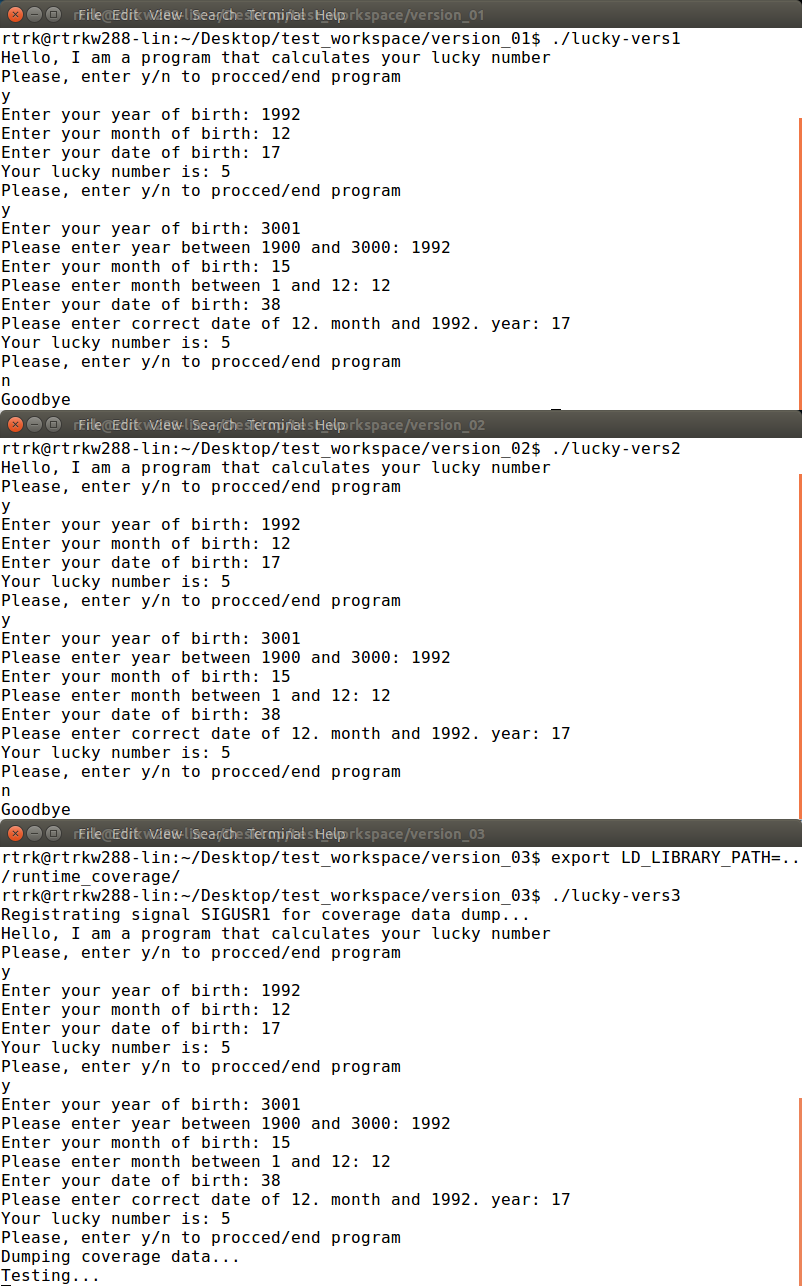 File Edit View Search Terminal Help
rtrk@rtrkw288-lin:~/Desktop/test_workspace/version_01$ ./lucky-vers1
Hello, I am a program that calculates your lucky number
Please, enter y/n to procced/end program
y
Enter your year of birth: 1992
Enter your month of birth: 12
Enter your date of birth: 17
Your lucky number is: 5
Please, enter y/n to procced/end program
y
Enter your year of birth: 3001
Please enter year between 1900 and 3000: 1992
Enter your month of birth: 15
Please enter month between 1 and 12: 12
Enter your date of birth: 38
Please enter correct date of 12. month and 1992. year: 17
Your lucky number is: 5
Please, enter y/n to procced/end program
n
Goodbye
File Edit View Search Terminal Help
rtrk@rtrkw288-lin:~/Desktop/test_workspace/version_02$ ./lucky-vers2
Hello, I am a program that calculates your lucky number
Please, enter y/n to procced/end program
y
Enter your year of birth: 1992
Enter your month of birth: 12
Enter your date of birth: 17
Your lucky number is: 5
Please, enter y/n to procced/end program
y
Enter your year of birth: 3001
Please enter year between 1900 and 3000: 1992
Enter your month of birth: 15
Please enter month between 1 and 12: 12
Enter your date of birth: 38
Please enter correct date of 12. month and 1992. year: 17
Your lucky number is: 5
Please, enter y/n to procced/end program
n
Goodbye
File Edit View Search Terminal Help
rtrk@rtrkw288-lin:~/Desktop/test_workspace/version_03$ export LD_LIBRARY_PATH=..
/runtime_coverage/
rtrk@rtrkw288-lin:~/Desktop/test_workspace/version_03$ ./lucky-vers3
Registrating signal SIGUSR1 for coverage data dump...
Hello, I am a program that calculates your lucky number
Please, enter y/n to procced/end program
y
Enter your year of birth: 1992
Enter your month of birth: 12
Enter your date of birth: 17
Your lucky number is: 5
Please, enter y/n to procced/end program
y
Enter your year of birth: 3001
Please enter year between 1900 and 3000: 1992
Enter your month of birth: 15
Please enter month between 1 and 12: 12
Enter your date of birth: 38
Please enter correct date of 12. month and 1992. year: 17
Your lucky number is: 5
Please, enter y/n to procced/end program
Dumping coverage data...
Testing...